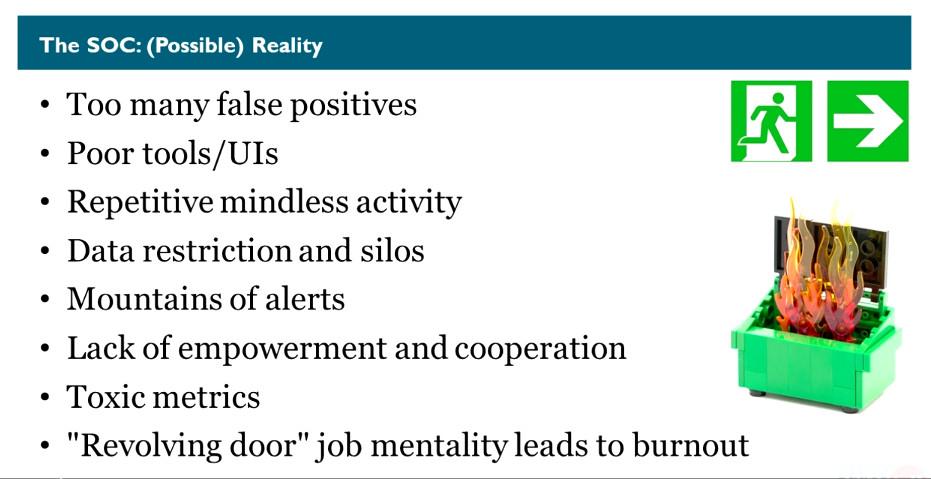 The SOC: (Possible) Reality
• Too many false positives
• Poor tools/UIs
• Repetitive mindless activity
• Data restriction and silos
• Mountains of alerts
• Lack of empowerment and cooperation
• Toxic metrics
• "Revolving door" job mentality leads to burnout